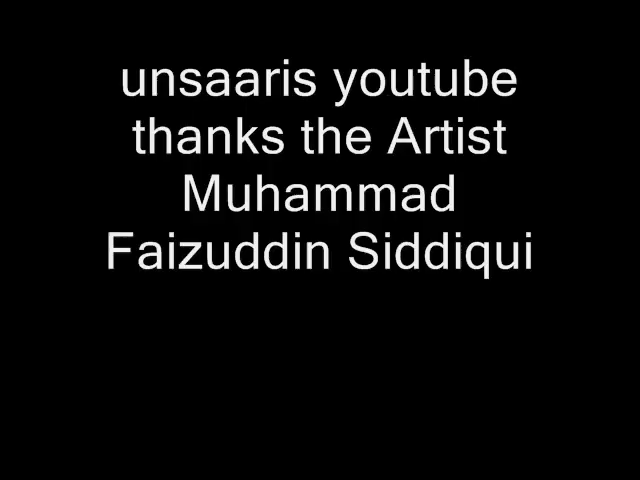 unsaaris youtube
thanks the Artist
Muhammad
Faizuddin Siddiqui